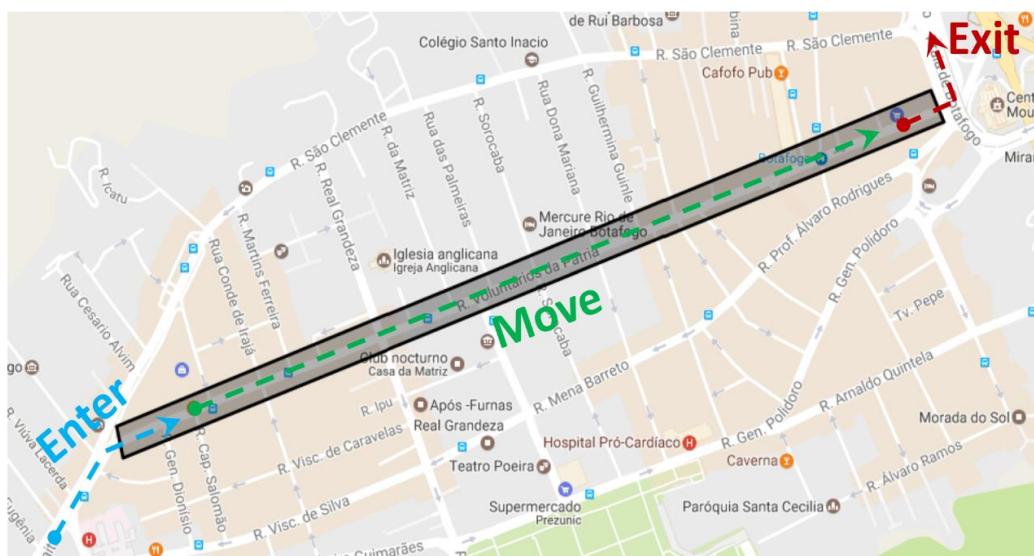 de Rui Barbosa
Exit
Colégio Santo Inacio
R. São Clemente
R. São Clemente
Cafofo Pub
R. São Clemente
R. Sorocaba
Rua Dona Mariana
R. Guilhermina Guinle
R. da Matriz
Rua das Palmeiras
R. Icatu
R. Real Grandeza
R. Martins Ferreira
Rua Conde de Irajá
Rua Cesario Alvim
Botafogo
Mercure Rio de
Janeiro Botafogo
Iglesia anglicana
Igreja Anglicana
R. Voluntários da Pátria
R. Prof. Álvaro Rodrigues
R. Gen. Polidoro
Tv. Pepe
Move
Club nocturno
Casa da Matriz
R. Ipu
Após -Furnas
Real Grandeza
R. Mena Barreto
R. Arnaldo Quintela
Enter
R. Viúva Lacerda
R. Visc. de Caravelas
R. Cap. Salomão
Gen. Dionísio
Teatro Poeira
Hospital Pró-Cardíaco
R. Gen. Polidoro
Caverna
Morada do Sol
R. Álvaro Ramos
R. Visc. de Silva
Supermercado
Prezunic
Paróquia Santa Cecilia
Guimarães